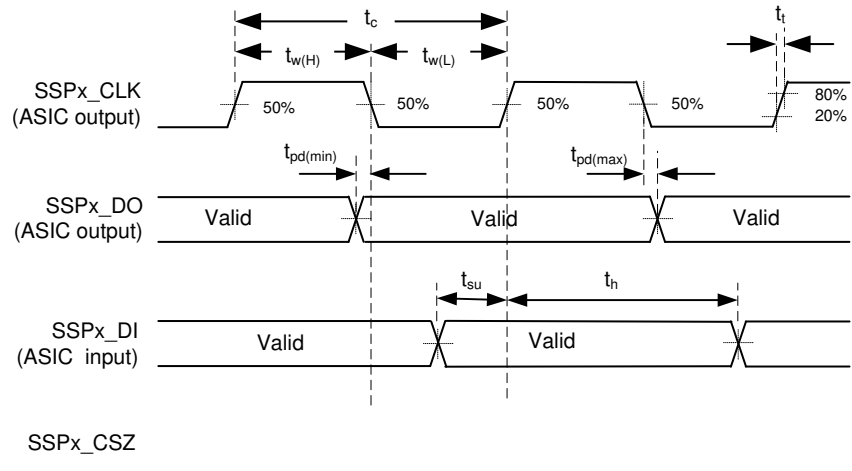 t_c
t_t
t_w(H) t_w(L)
SSPx_CLK
(ASIC output)
50% 50% 50% 50% 80%
20%
t_pd(min) t_pd(max)
SSPx_DO
(ASIC output)
Valid Valid Valid
t_su t_h
SSPx_DI
(ASIC input)
Valid Valid
SSPx_CSZ